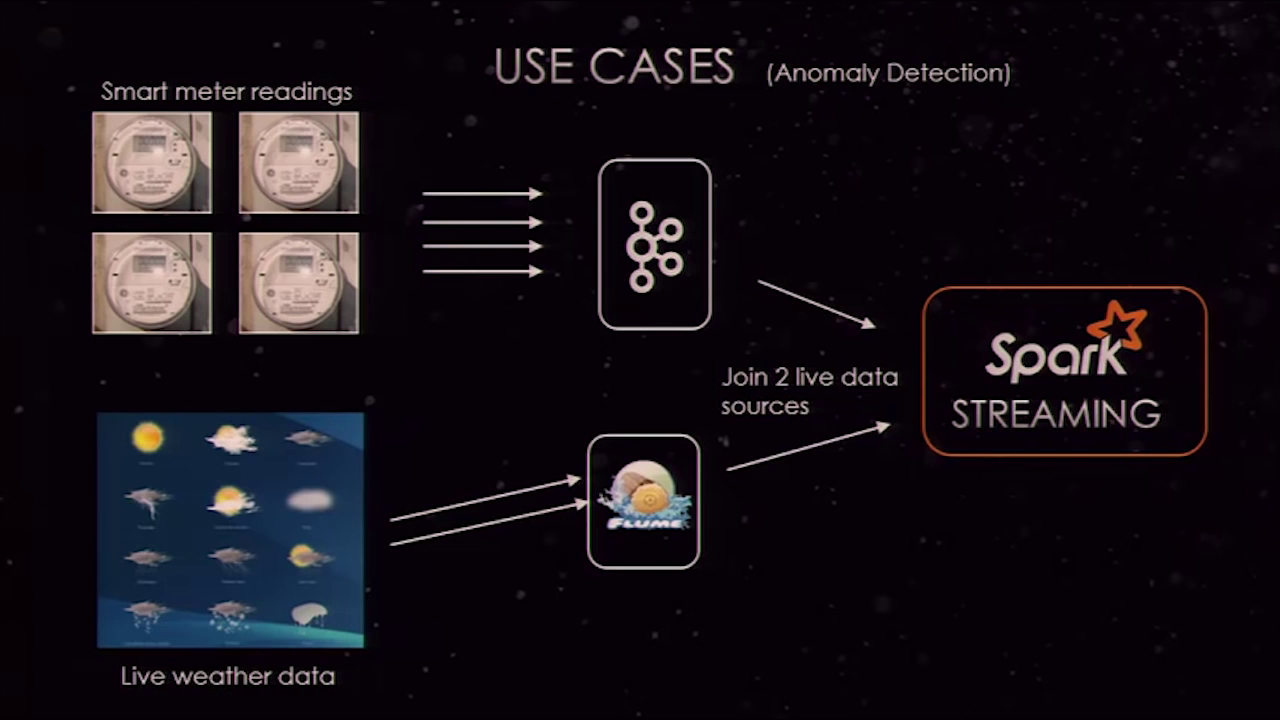 USE CASES (Anomaly Detection)
Smart meter readings
Join 2 live data
sources
Spark
STREAMING
FLUME
Live weather data